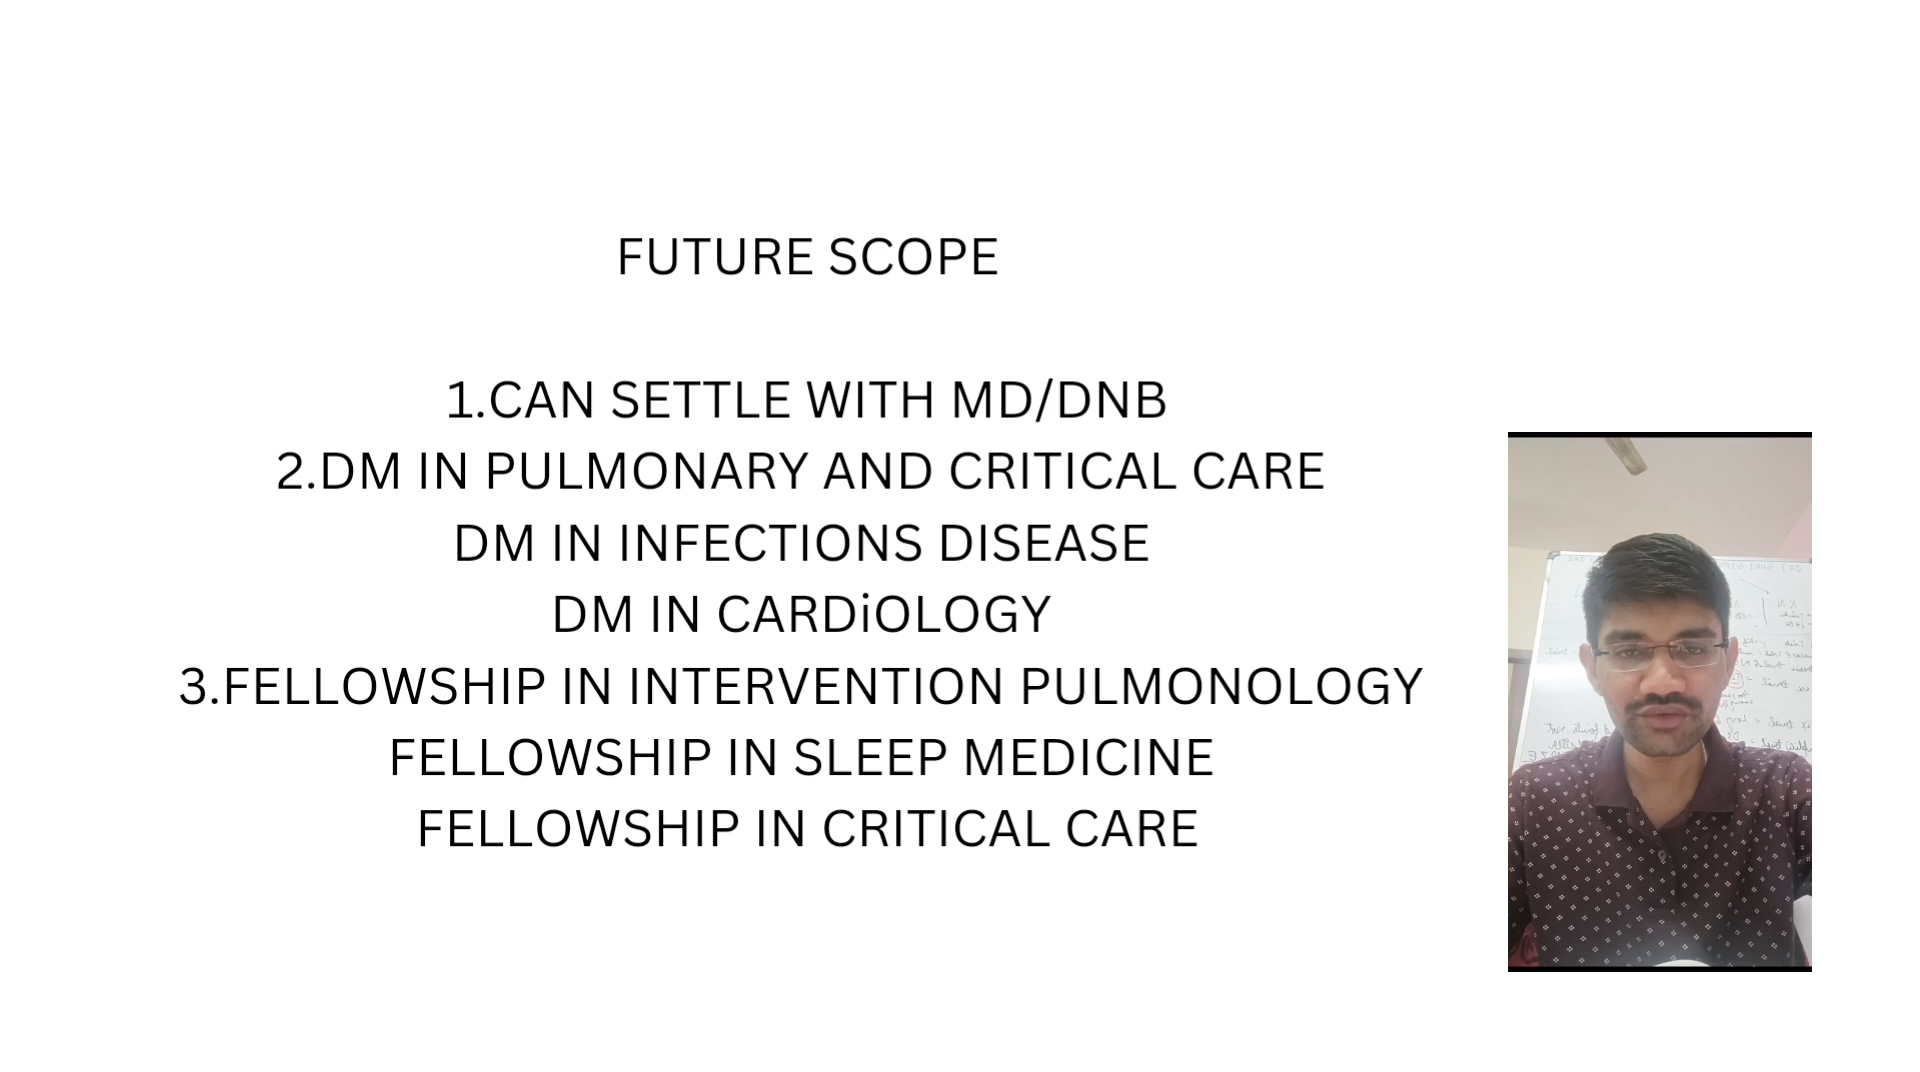 FUTURE SCOPE
1.CAN SETTLE WITH MD/DNB
2.DM IN PULMONARY AND CRITICAL CARE
DM IN INFECTIONS DISEASE
DM IN CARDiOLOGY
3.FELLOWSHIP IN INTERVENTION PULMONOLOGY
FELLOWSHIP IN SLEEP MEDICINE
FELLOWSHIP IN CRITICAL CARE